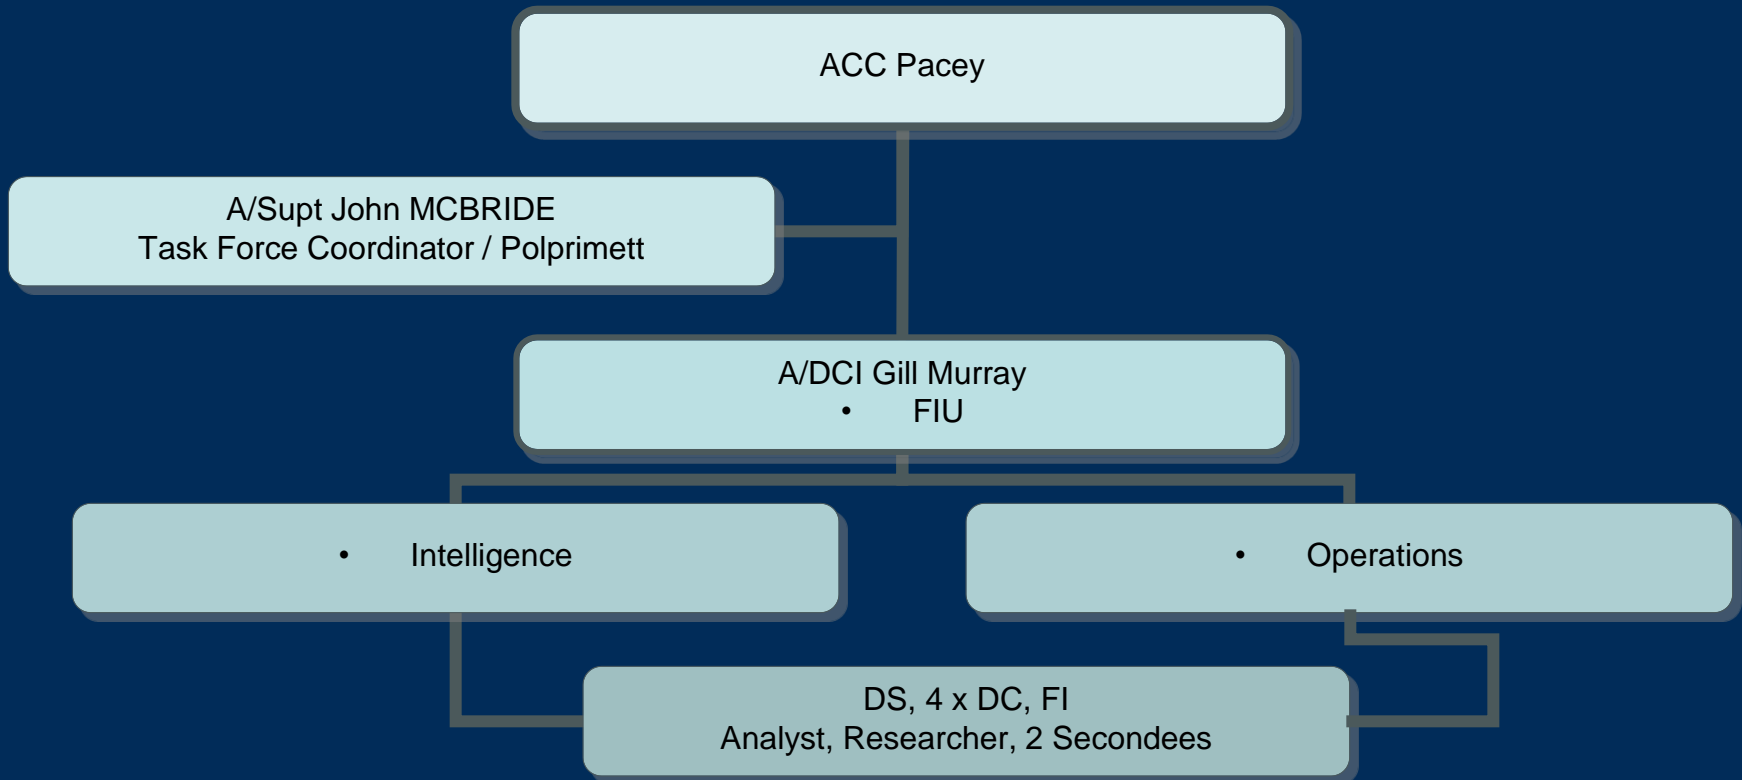 ACC Pacey
A/Supt John MCBRIDE
Task Force Coordinator / Polprimett
A/DCI Gill Murray
• FIU
• Intelligence
• Operations
DS, 4 x DC, FI
Analyst, Researcher, 2 Secondees